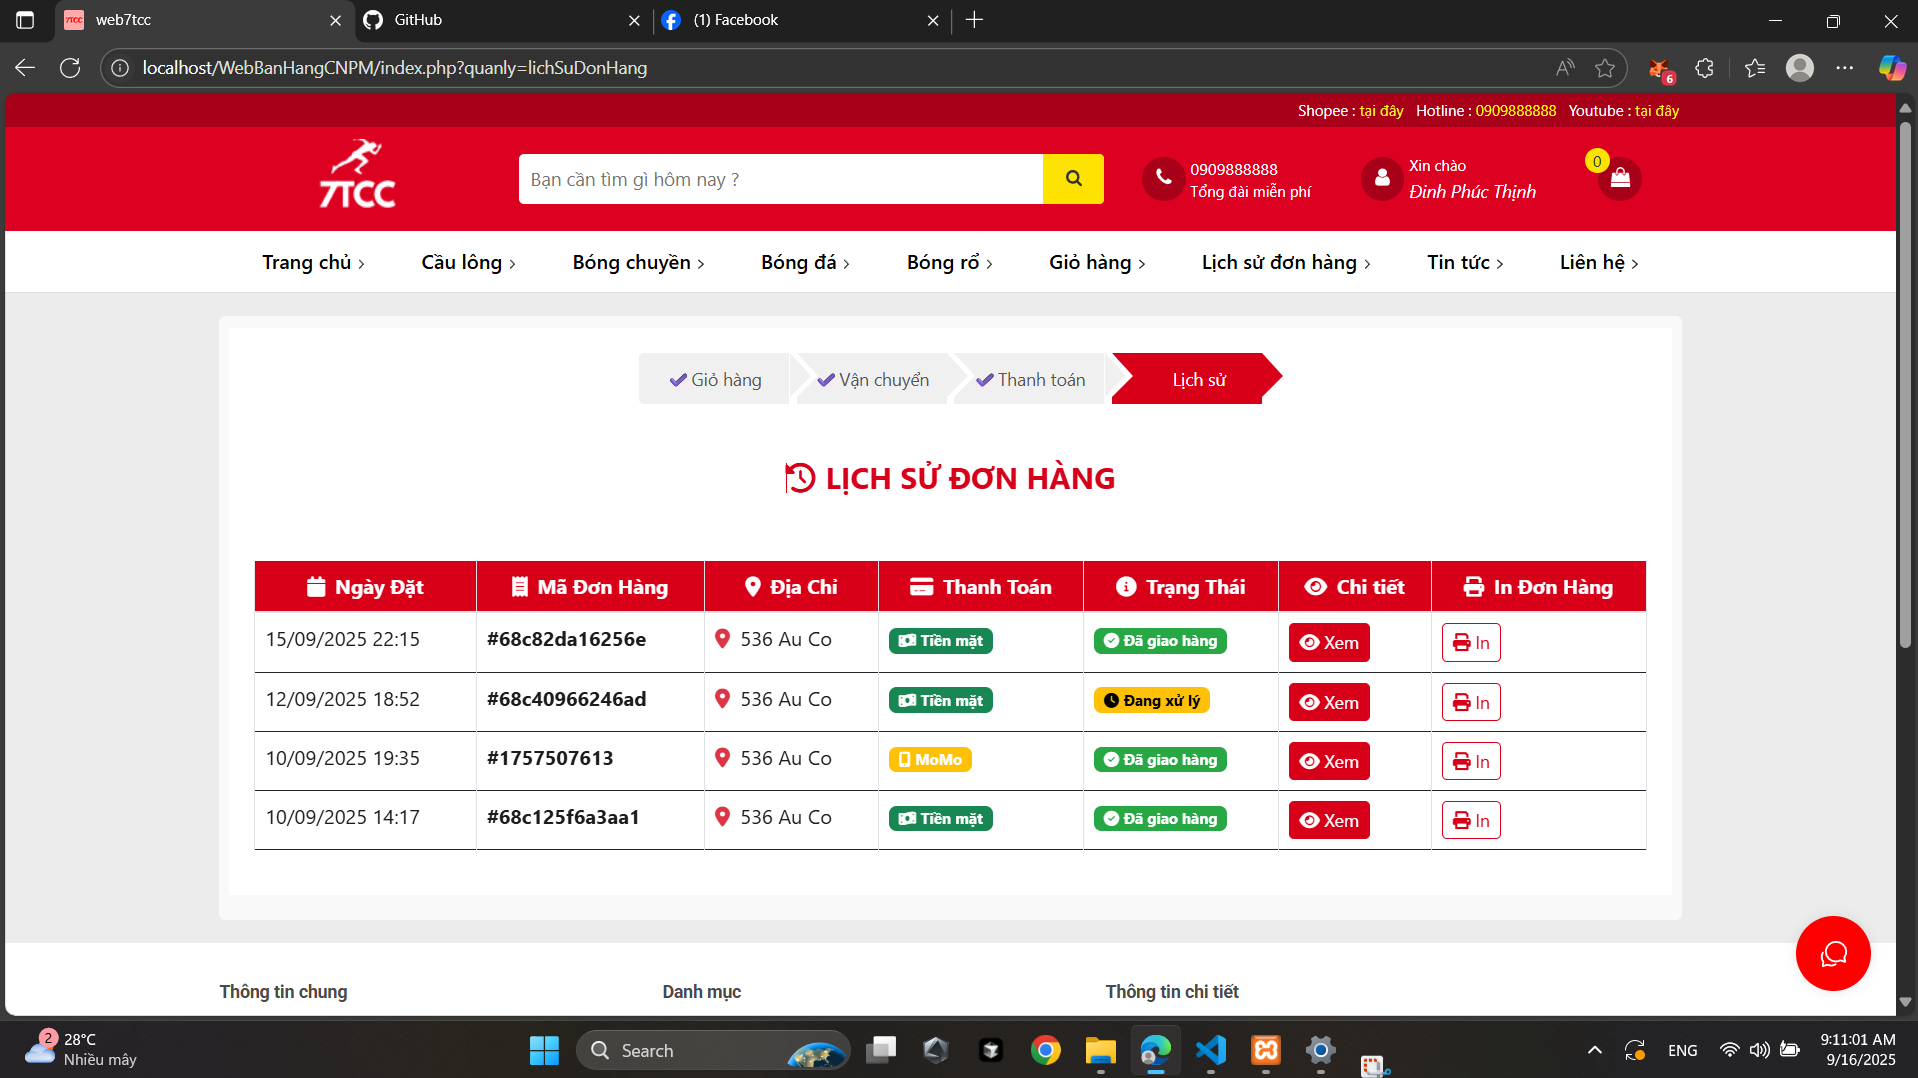 web7tcc
GitHub
(1) Facebook
localhost/WebBanHangCNPM/index.php?quanly=lichSuDonHang
6
Shopee : tại đây Hotline : 0909888888 Youtube : tại đây
7TCC
Bạn cần tìm gì hôm nay ?
0909888888
Tổng đài miễn phí
Xin chào
Đinh Phúc Thịnh
0
Trang chủ
Cầu lông
Bóng chuyền
Bóng đá
Bóng rổ
Giỏ hàng
Lịch sử đơn hàng
Tin tức
Liên hệ
Giỏ hàng
Vận chuyển
Thanh toán
Lịch sử
LỊCH SỬ ĐƠN HÀNG
Ngày Đặt Mã Đơn Hàng Địa Chỉ Thanh Toán Trạng Thái Chi tiết In Đơn Hàng
15/09/2025 22:15 #68c82da16256e 536 Au Co Tiền mặt Đã giao hàng Xem In
12/09/2025 18:52 #68c40966246ad 536 Au Co Tiền mặt Đang xử lý Xem In
10/09/2025 19:35 #1757507613 536 Au Co MoMo Đã giao hàng Xem In
10/09/2025 14:17 #68c125f6a3aa1 536 Au Co Tiền mặt Đã giao hàng Xem In
Thông tin chung
Danh mục
Thông tin chi tiết
2
28°C
Nhiều mây
Search
ENG
9:11:01 AM
9/16/2025